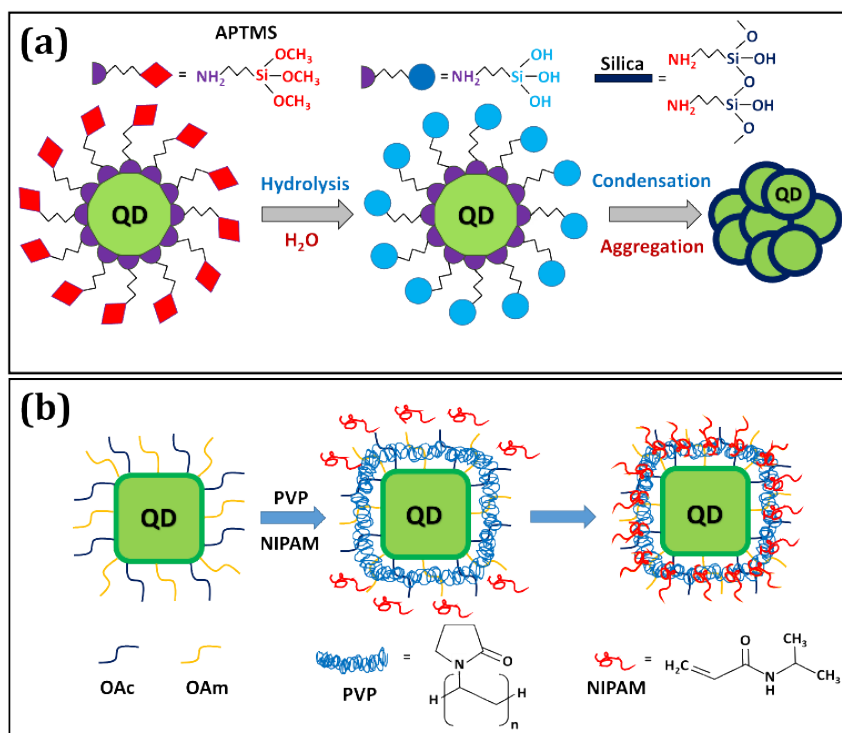 (a)
APTMS
=
NH2
Si
OCH3
OCH3
OCH3
=
NH2
Si
OH
OH
OH
Silica
=
O
NH2
Si
OH
O
NH2
Si
OH
O
QD
Hydrolysis
H2O
QD
Condensation
Aggregation
QD
(b)
QD
PVP
NIPAM
QD
QD
OAc
OAm
=
PVP
N
O
H
H
n
=
NIPAM
H2C
O
N
H
CH3
CH3